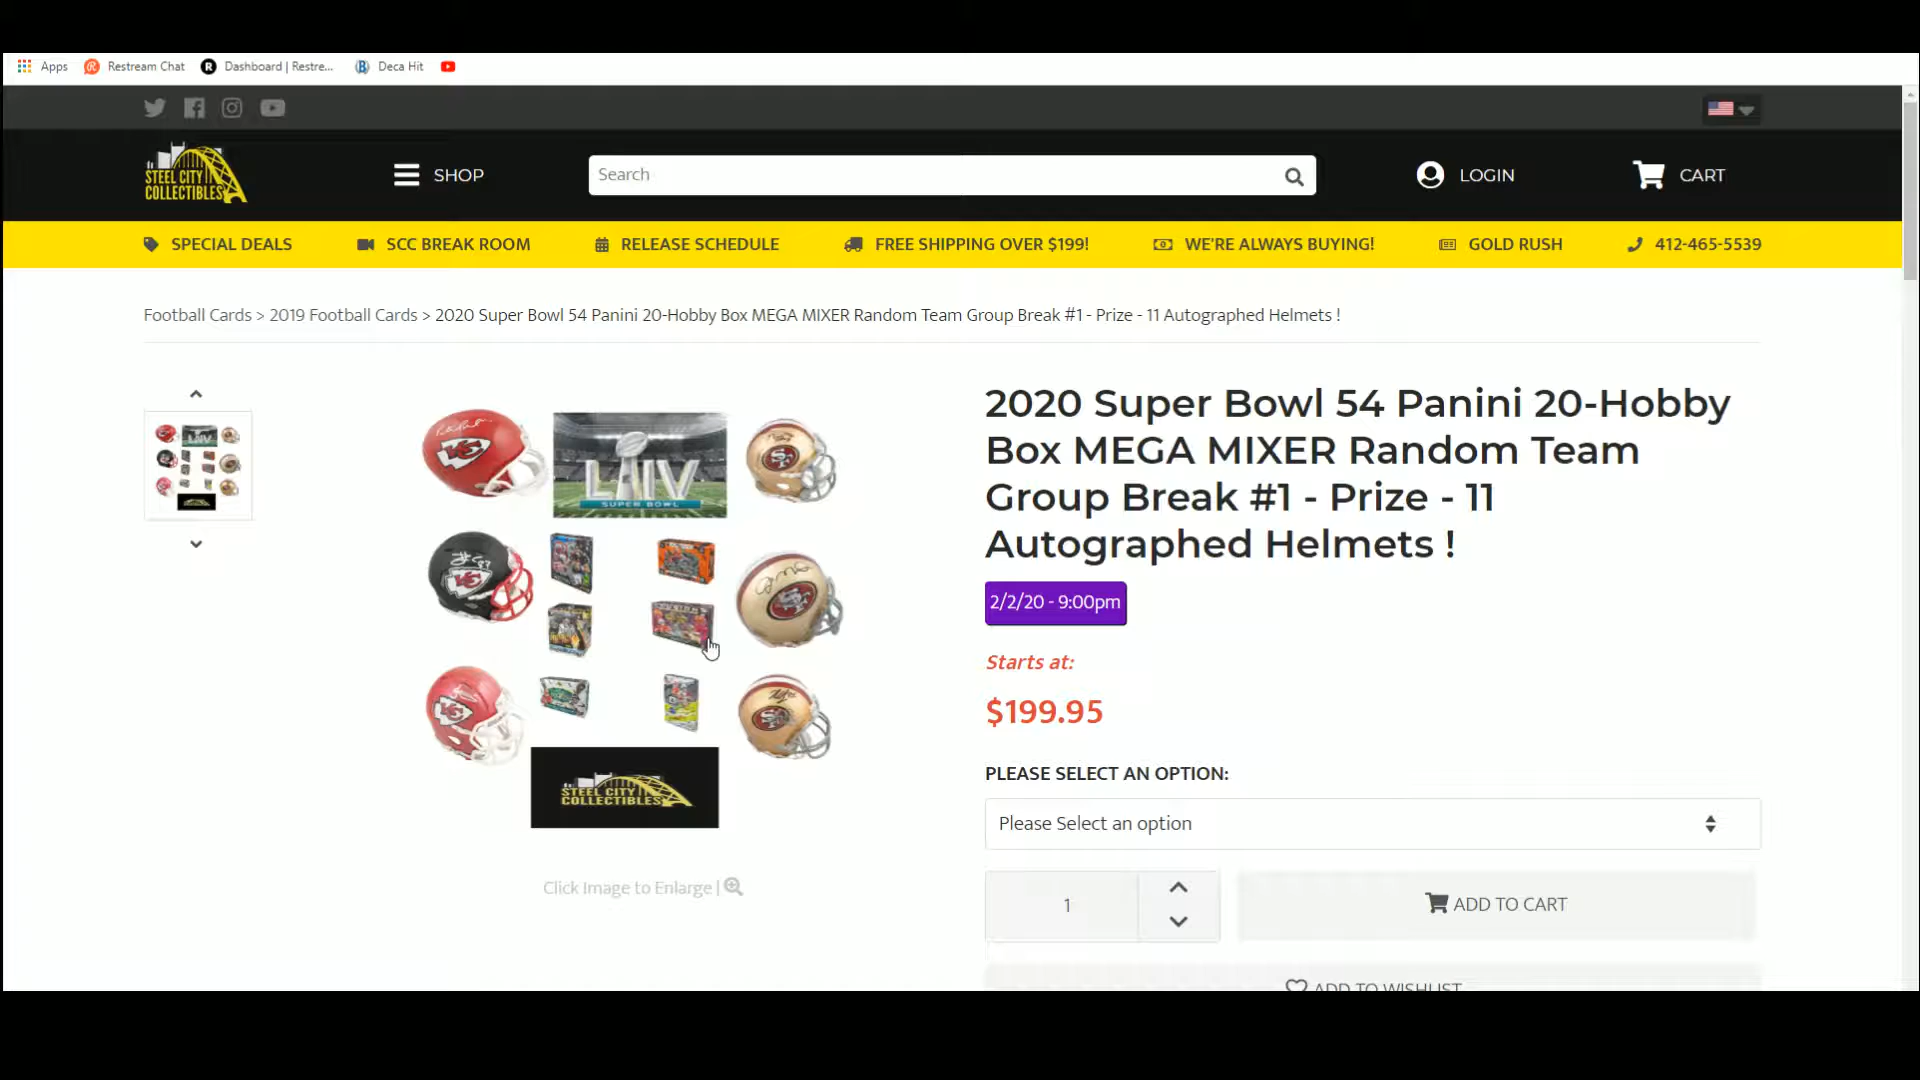 Apps Restream Chat Dashboard | Restre... Deca Hit
STEEL CITY
COLLECTIBLES
SHOP
Search
LOGIN
CART
SPECIAL DEALS
SCC BREAK ROOM
RELEASE SCHEDULE
FREE SHIPPING OVER $199!
WE'RE ALWAYS BUYING!
GOLD RUSH
412-465-5539
Football Cards > 2019 Football Cards > 2020 Super Bowl 54 Panini 20-Hobby Box MEGA MIXER Random Team Group Break #1 - Prize - 11 Autographed Helmets !
LIV
SUPER BOWL
STEEL CITY
COLLECTIBLES
Click Image to Enlarge |
2020 Super Bowl 54 Panini 20-Hobby
Box MEGA MIXER Random Team
Group Break #1 - Prize - 11
Autographed Helmets !
2/2/20 - 9:00pm
Starts at:
$199.95
PLEASE SELECT AN OPTION:
Please Select an option
1
ADD TO CART
ADD TO WISHLIST